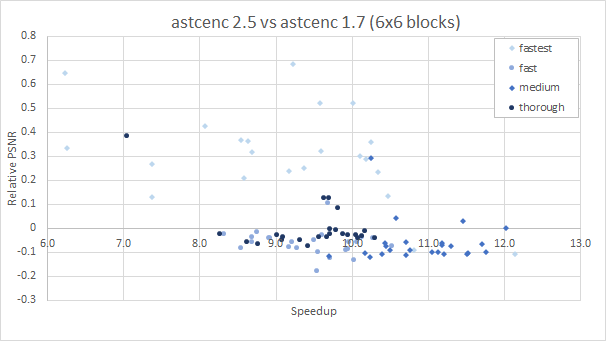 astcenc 2.5 vs astcenc 1.7 (6x6 blocks)
0.8
0.7
0.6
0.5
0.4
0.3
0.2
0.1
0
-0.1
-0.2
-0.3
Relative PSNR
fastest
fast
medium
thorough
6.0 7.0 8.0 9.0 10.0 11.0 12.0 13.0
Speedup